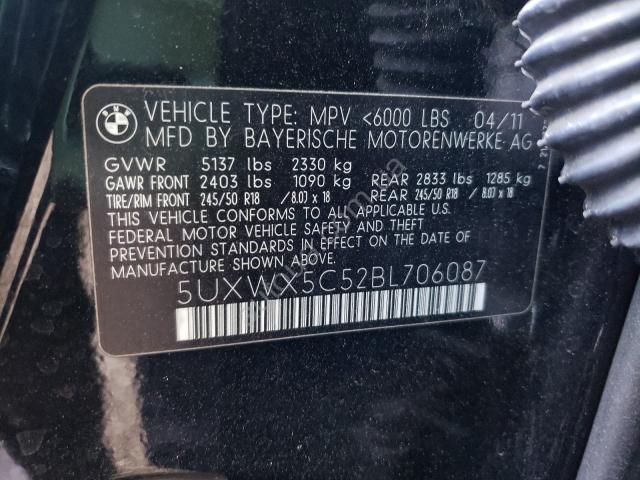 BMW
VEHICLE TYPE: MPV <6000 LBS 04/11
MFD BY BAYERISCHE MOTORENWERKE AG
GVWR 5137 lbs 2330 kg
GAWR FRONT 2403 lbs 1090 kg REAR 2833 lbs 1285 kg
TIRE/RIM FRONT 245/50 R18 /8.0J x 18 REAR 245/50 R18 /8.0J x 18
THIS VEHICLE CONFORMS TO ALL APPLICABLE
FEDERAL MOTOR VEHICLE SAFETY AND THEFT
PREVENTION STANDARDS IN EFFECT ON DATE OF
MANUFACTURE SHOWN ABOVE:
5UXWX5C52BL706087